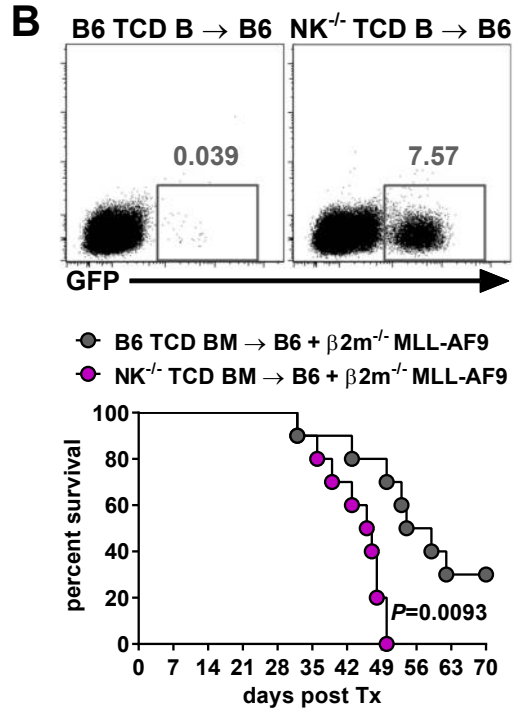 B
B6 TCD B → B6 NK-/- TCD B → B6
0.039 7.57
GFP
B6 TCD BM → B6 + β2m-/- MLL-AF9
NK-/- TCD BM → B6 + β2m-/- MLL-AF9
percent survival
100
80
60
40
20
0
P=0.0093
0 7 14 21 28 35 42 49 56 63 70
days post Tx